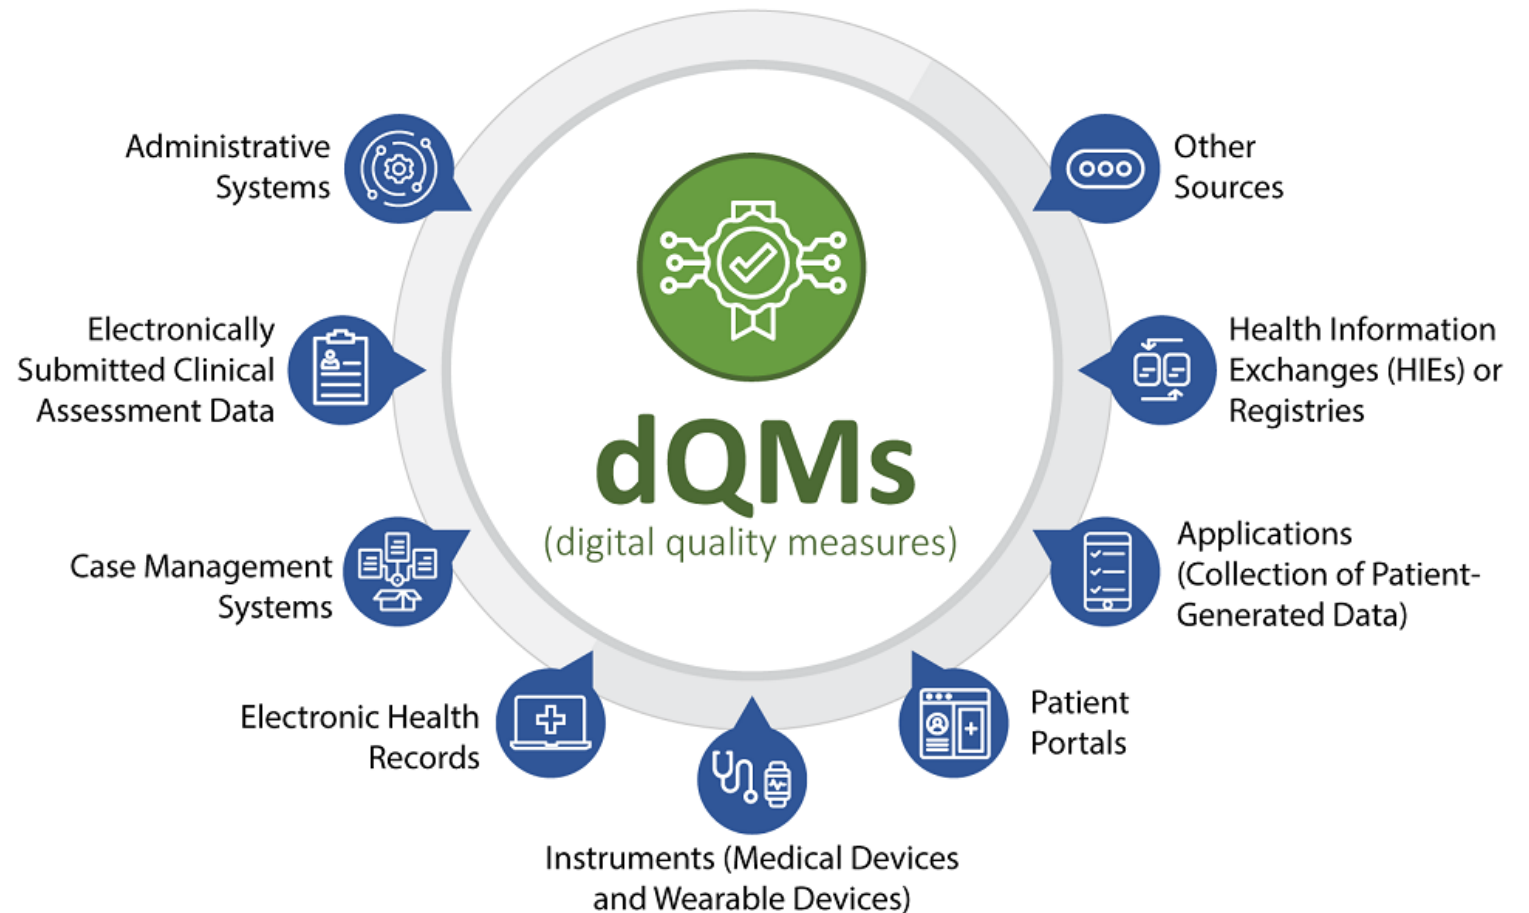 Administrative
Systems
Other
Sources
Electronically
Submitted Clinical
Assessment Data
Health Information
Exchanges (HIEs) or
Registries
dQMs
(digital quality measures)
Case Management
Systems
Applications
(Collection of Patient-
Generated Data)
Electronic Health
Records
Patient
Portals
Instruments (Medical Devices
and Wearable Devices)